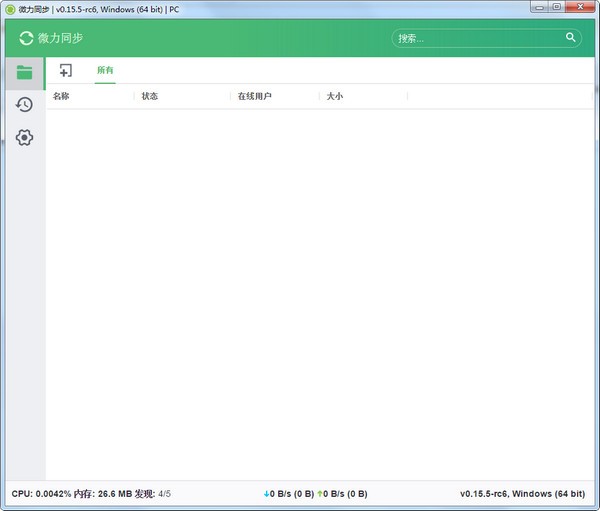 微力同步 | v0.15.5-rc6, Windows (64 bit) | PC
微力同步
搜索...
所有
名称 状态 在线用户 大小
CPU: 0.0042% 内存: 26.6 MB 发现: 4/5 0 B/s (0 B) 0 B/s (0 B) v0.15.5-rc6, Windows (64 bit)